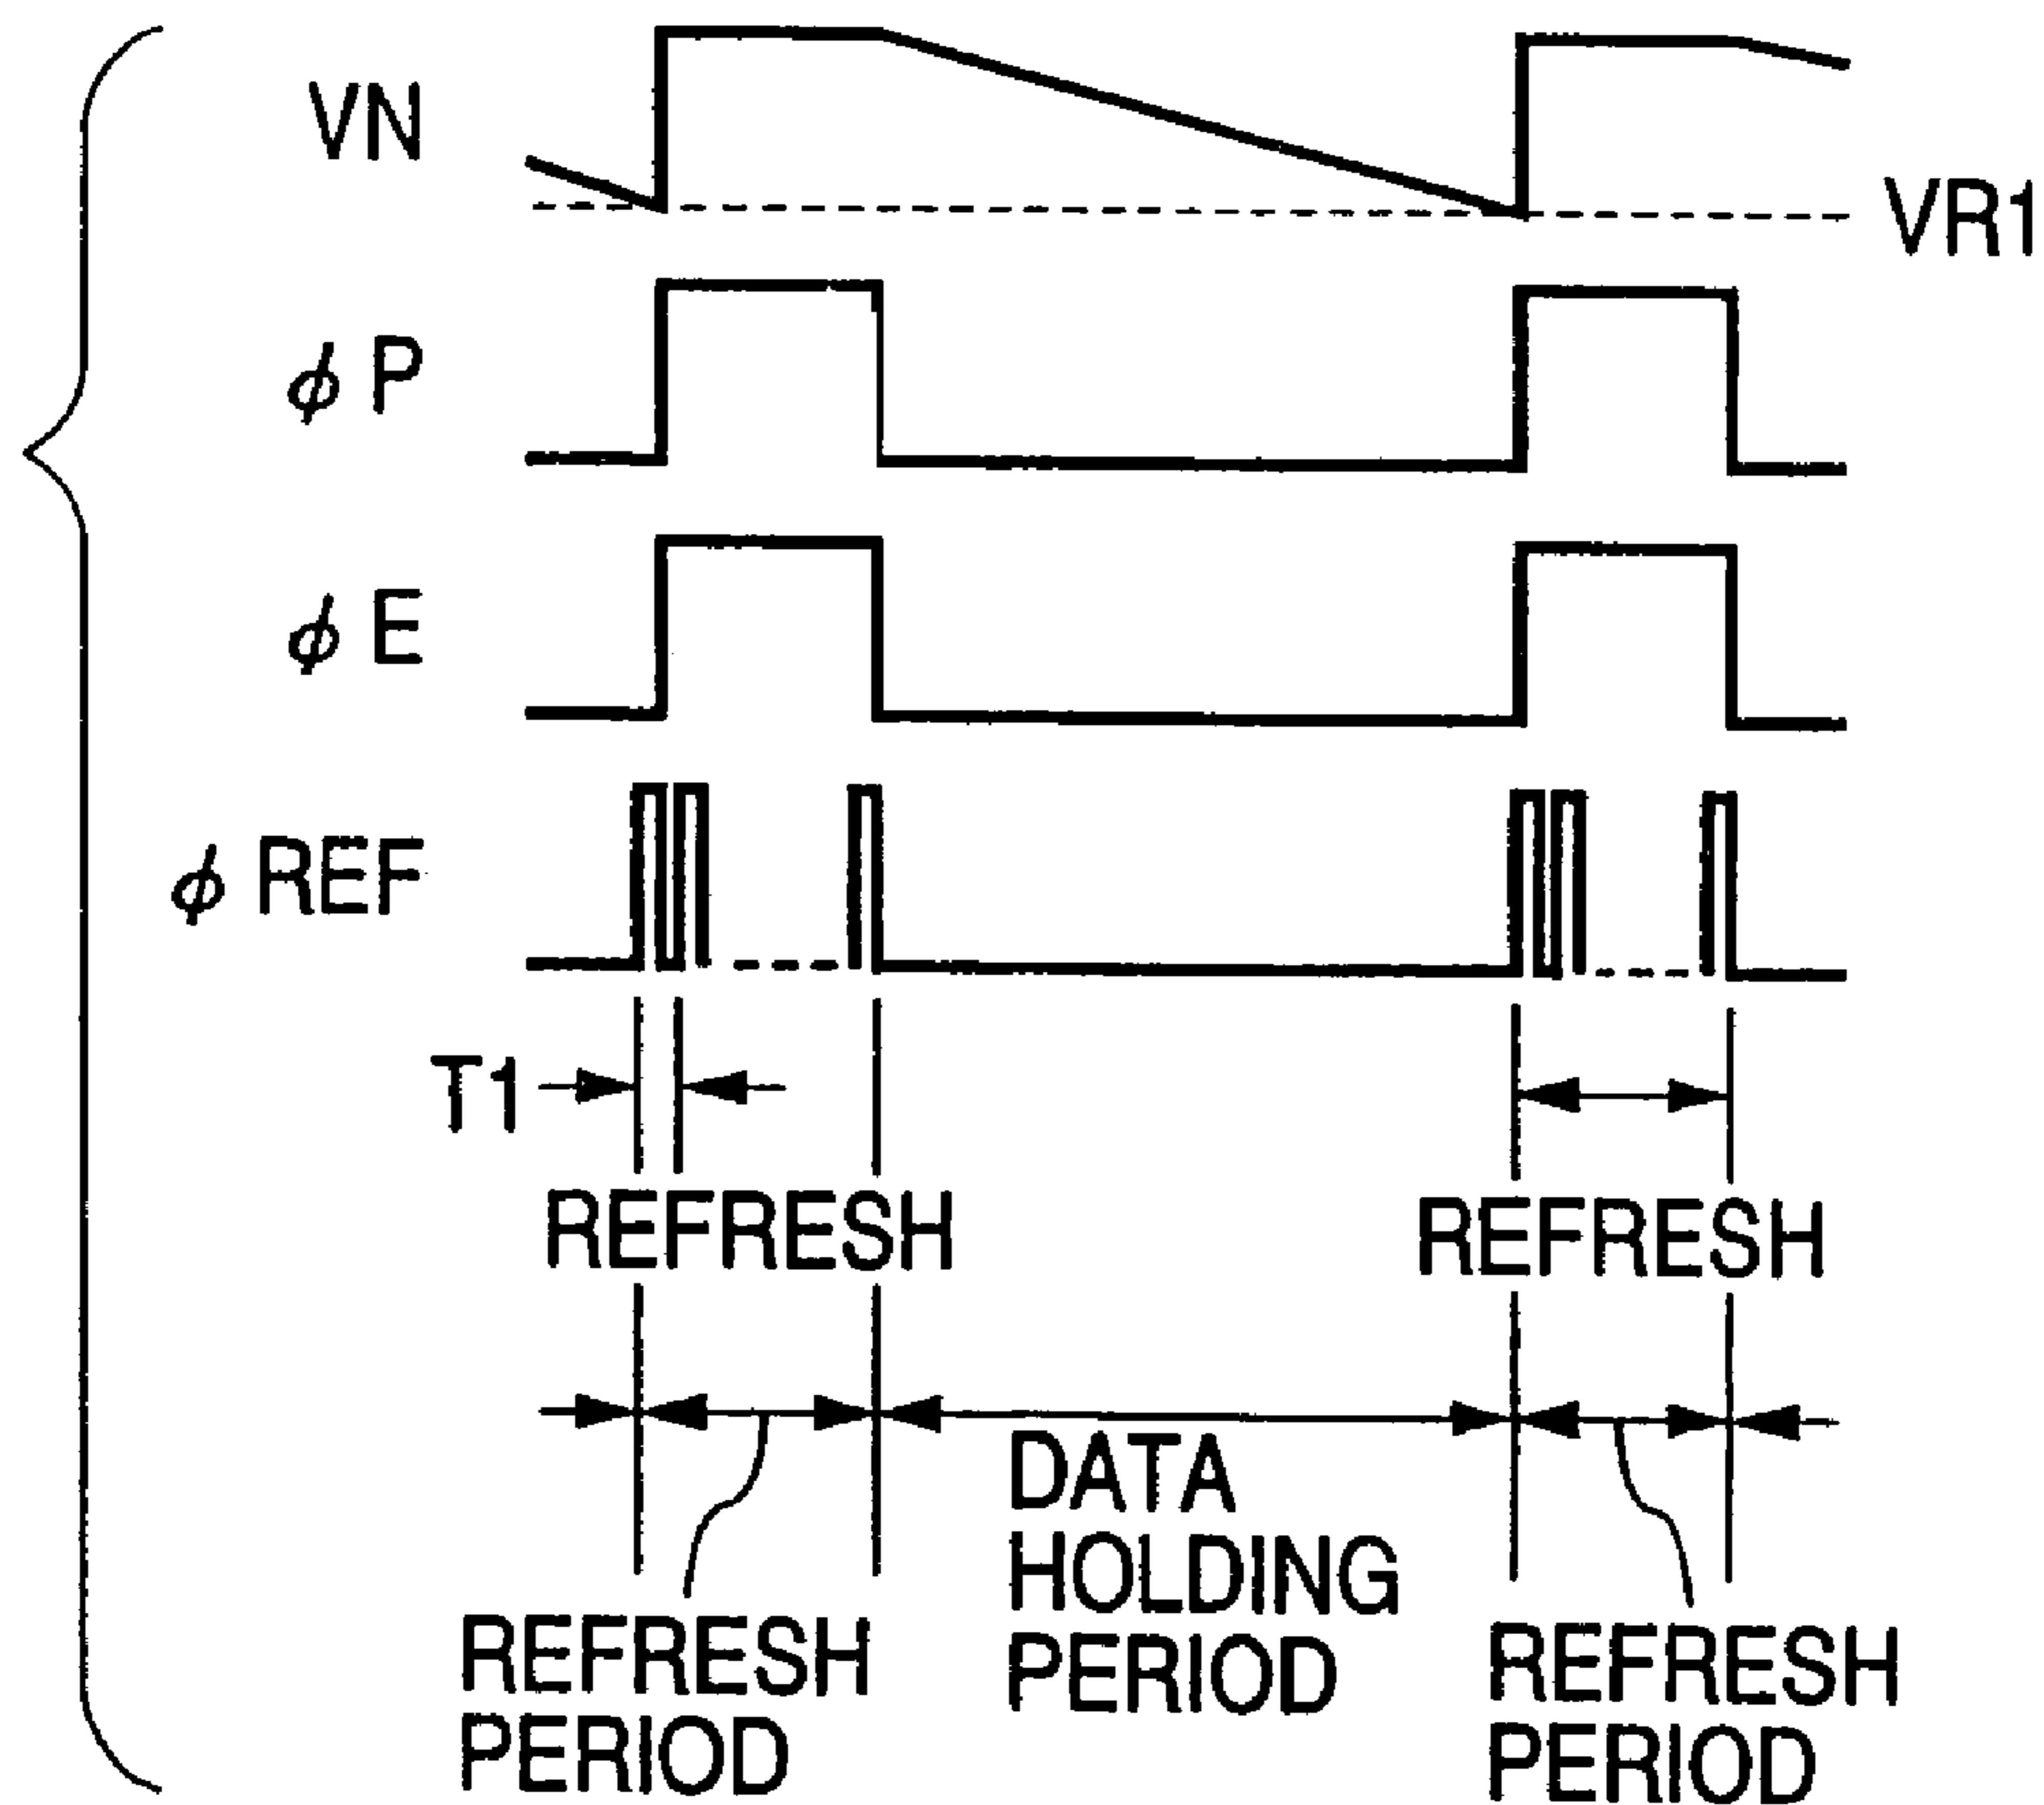 VN
VR1
ϕ P
ϕ E
ϕ REF
T1
REFRESH
REFRESH
DATA
HOLDING
PERIOD
REFRESH
PERIOD
REFRESH
PERIOD